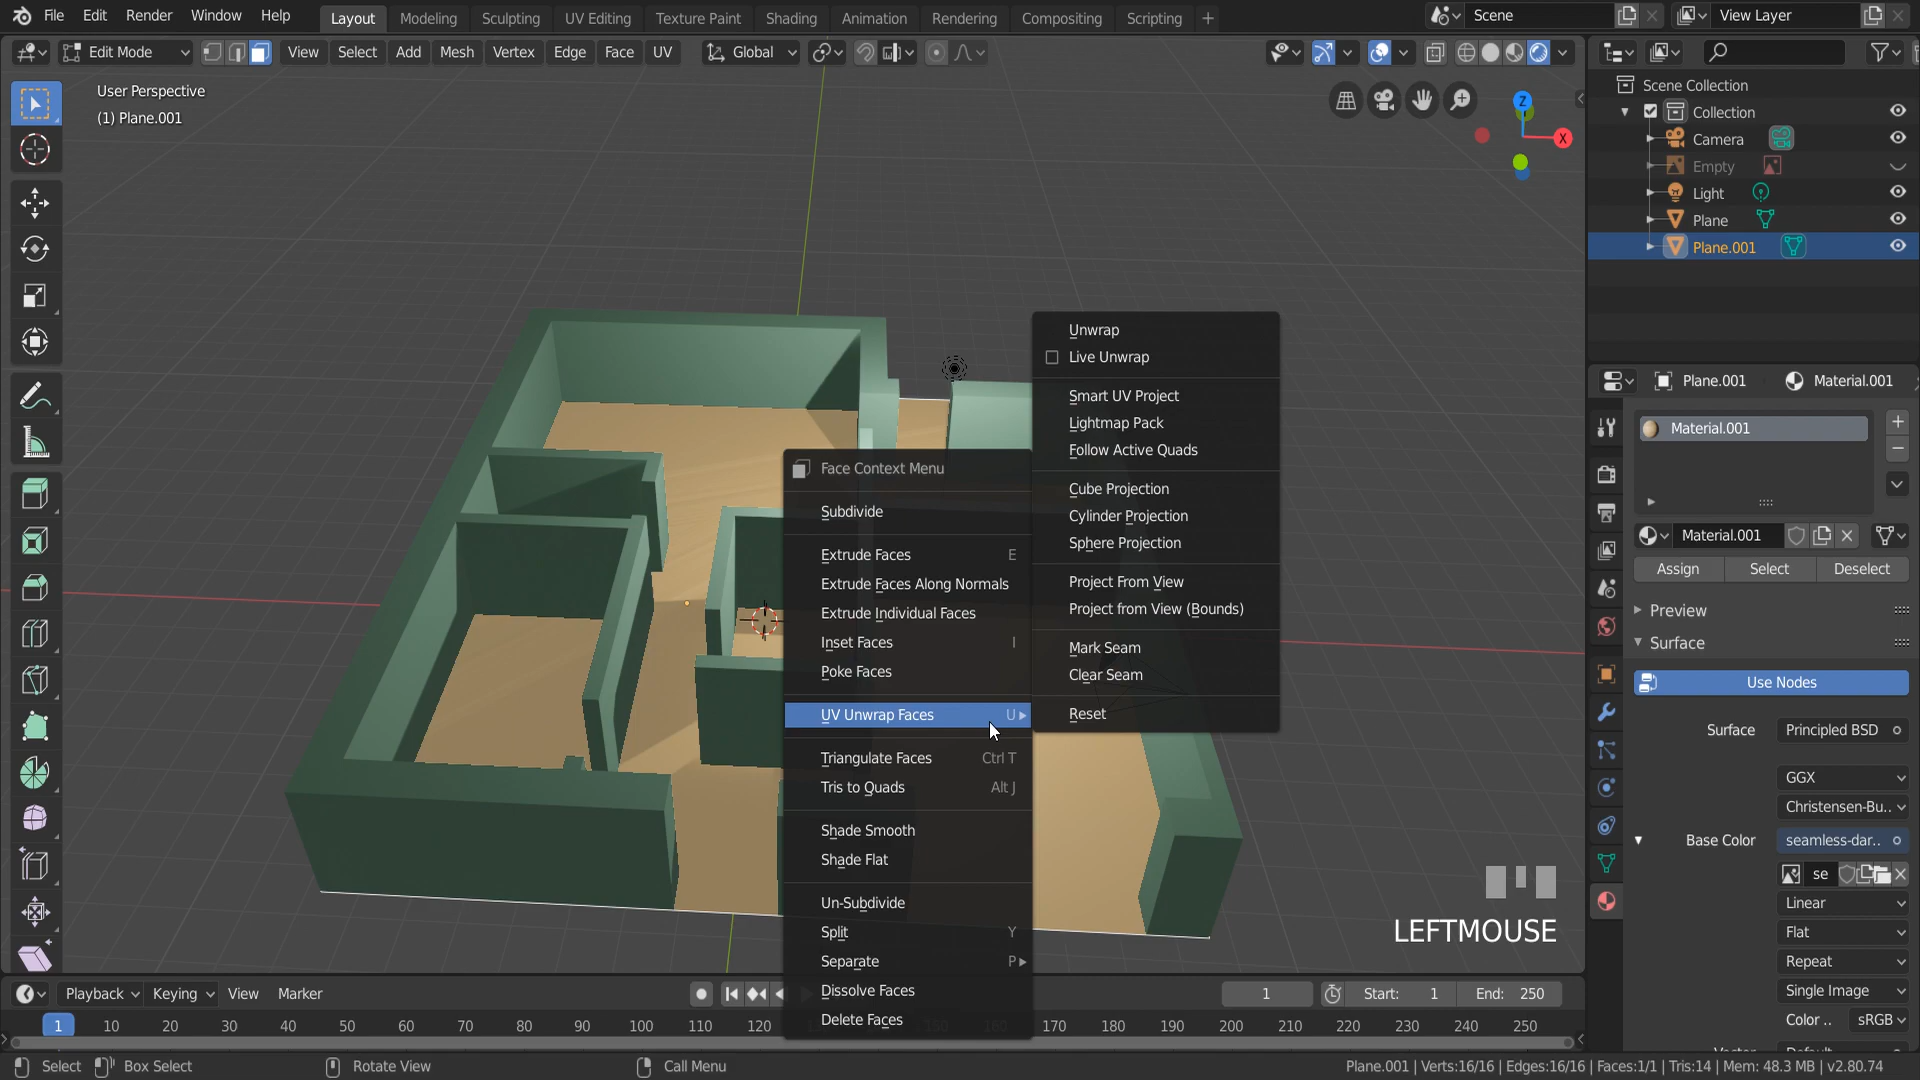 File Edit Render Window Help Layout Modeling Sculpting UV Editing Texture Paint Shading Animation Rendering Compositing Scripting + Scene View Layer
Edit Mode View Select Add Mesh Vertex Edge Face UV Global
User Perspective
(1) Plane.001
Z
X
Scene Collection
Collection
Camera
Empty
Light
Plane
Plane.001
Face Context Menu
Subdivide
Extrude Faces E
Extrude Faces Along Normals
Extrude Individual Faces
Inset Faces I
Poke Faces
UV Unwrap Faces U
Triangulate Faces Ctrl T
Tris to Quads Alt J
Shade Smooth
Shade Flat
Un-Subdivide
Split Y
Separate P
Dissolve Faces
Delete Faces
Unwrap
Live Unwrap
Smart UV Project
Lightmap Pack
Follow Active Quads
Cube Projection
Cylinder Projection
Sphere Projection
Project From View
Project from View (Bounds)
Mark Seam
Clear Seam
Reset
LEFTMOUSE
Plane.001 Material.001
Material.001
Material.001
Assign Select Deselect
Preview
Surface
Use Nodes
Surface Principled BSD
GGX
Christensen-Bu..
Base Color seamless-dar..
se
Linear
Flat
Repeat
Single Image
Color .. sRGB
Playback Keying View Marker 1 Start: 1 End: 250
1 10 20 30 40 50 60 70 80 90 100 110 120 150 160 170 180 190 200 210 220 230 240 250
Select Box Select Rotate View Call Menu Plane.001 | Verts:16/16 | Edges:16/16 | Faces:1/1 | Tris:14 | Mem: 48.3 MB | v2.80.74